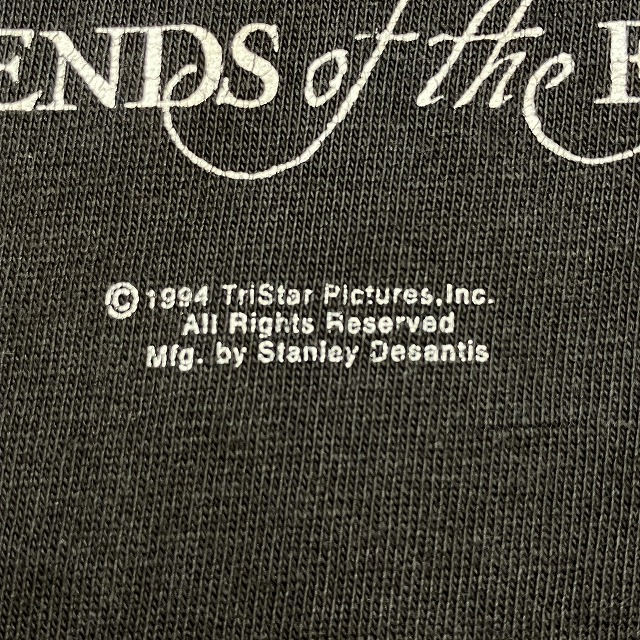 ENDS of the
© 1994 TriStar Pictures, Inc.
All Rights Reserved
Mfg. by Stanley Desantis